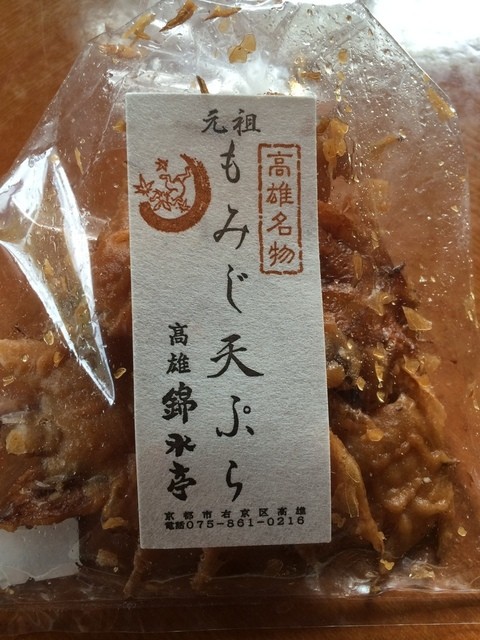 高雄名物
元祖
もみじ天ぷら
高雄
錦水亭
京都市右京区高雄
電話075-861-0216